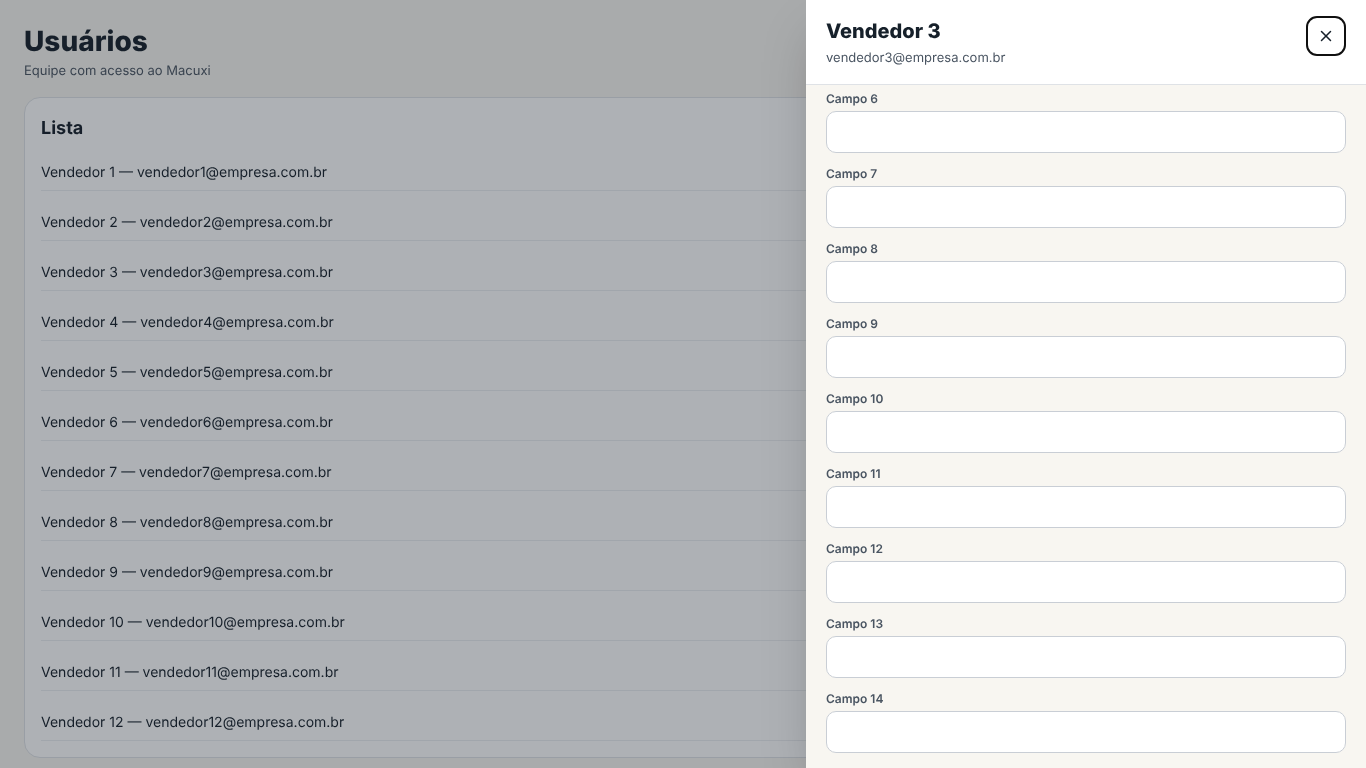 Usuários
Equipe com acesso ao Macuxi
Lista
Vendedor 1 — vendedor1@empresa.com.br
Vendedor 2 — vendedor2@empresa.com.br
Vendedor 3 — vendedor3@empresa.com.br
Vendedor 4 — vendedor4@empresa.com.br
Vendedor 5 — vendedor5@empresa.com.br
Vendedor 6 — vendedor6@empresa.com.br
Vendedor 7 — vendedor7@empresa.com.br
Vendedor 8 — vendedor8@empresa.com.br
Vendedor 9 — vendedor9@empresa.com.br
Vendedor 10 — vendedor10@empresa.com.br
Vendedor 11 — vendedor11@empresa.com.br
Vendedor 12 — vendedor12@empresa.com.br
Vendedor 3
vendedor3@empresa.com.br
Campo 6
Campo 7
Campo 8
Campo 9
Campo 10
Campo 11
Campo 12
Campo 13
Campo 14